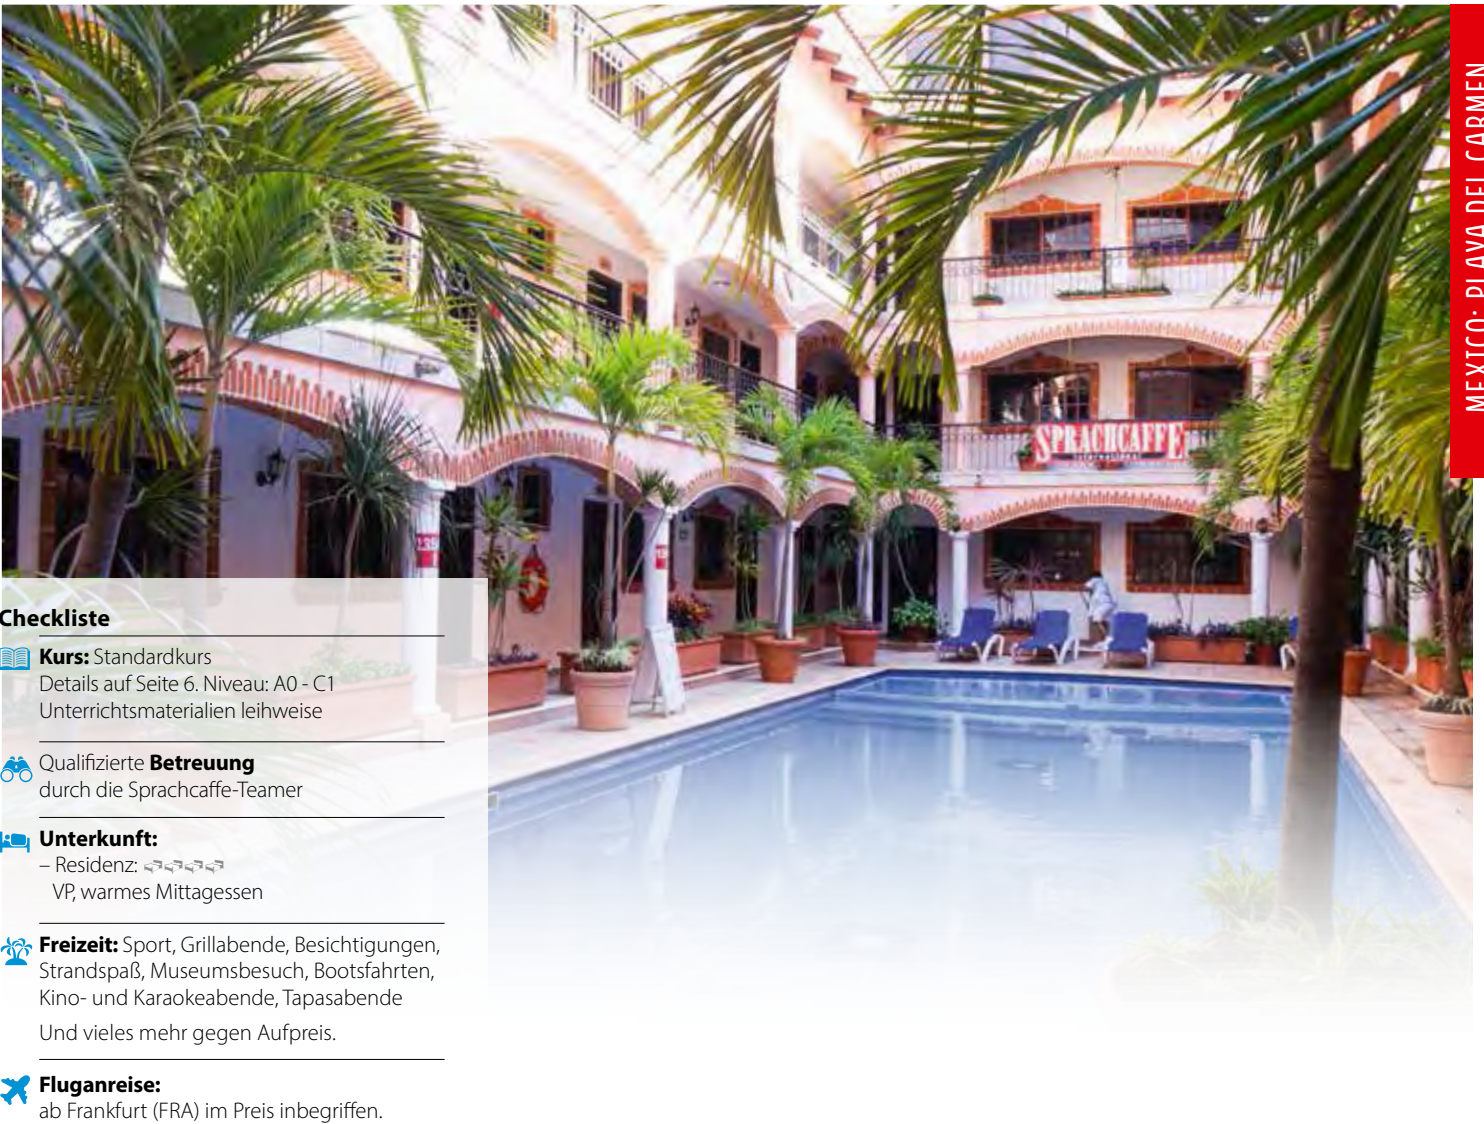 MEXICO: PLAYA DEL CARMEN
SPRACHCAFFE
Checkliste
Kurs: Standardkurs
Details auf Seite 6. Niveau: A0 - C1
Unterrichtsmaterialien leihweise
Qualifizierte Betreuung
durch die Sprachcaffe-Teamer
Unterkunft:
– Residenz:
VP, warmes Mittagessen
Freizeit: Sport, Grillabende, Besichtigungen,
Strandspaß, Museumsbesuch, Bootsfahrten,
Kino- und Karaokeabende, Tapasabende
Und vieles mehr gegen Aufpreis.
Fluganreise:
ab Frankfurt (FRA) im Preis inbegriffen.